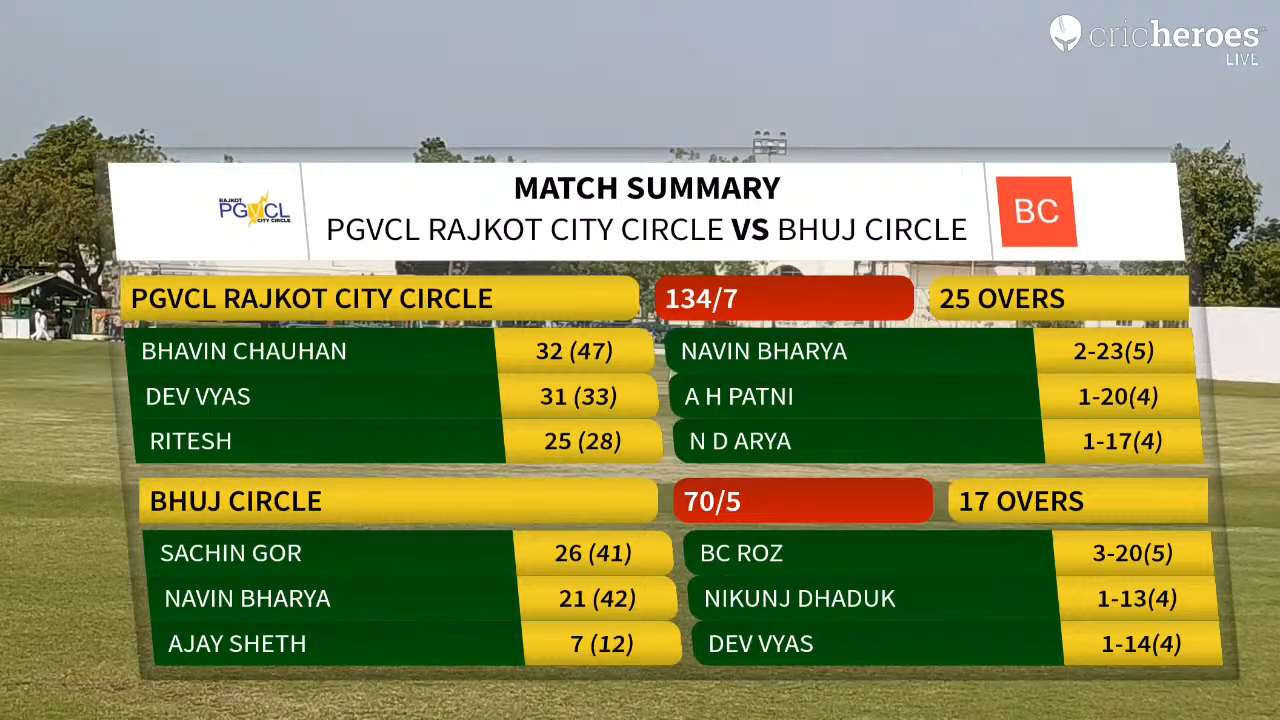 cricheroes
LIVE
RAJKOT
PGVCL
CITY CIRCLE
MATCH SUMMARY
PGVCL RAJKOT CITY CIRCLE VS BHUJ CIRCLE
BC
PGVCL RAJKOT CITY CIRCLE 134/7 25 OVERS
BHAVIN CHAUHAN 32 (47) NAVIN BHARYA 2-23(5)
DEV VYAS 31 (33) A H PATNI 1-20(4)
RITESH 25 (28) N D ARYA 1-17(4)
BHUJ CIRCLE 70/5 17 OVERS
SACHIN GOR 26 (41) BC ROZ 3-20(5)
NAVIN BHARYA 21 (42) NIKUNJ DHADUK 1-13(4)
AJAY SHETH 7 (12) DEV VYAS 1-14(4)